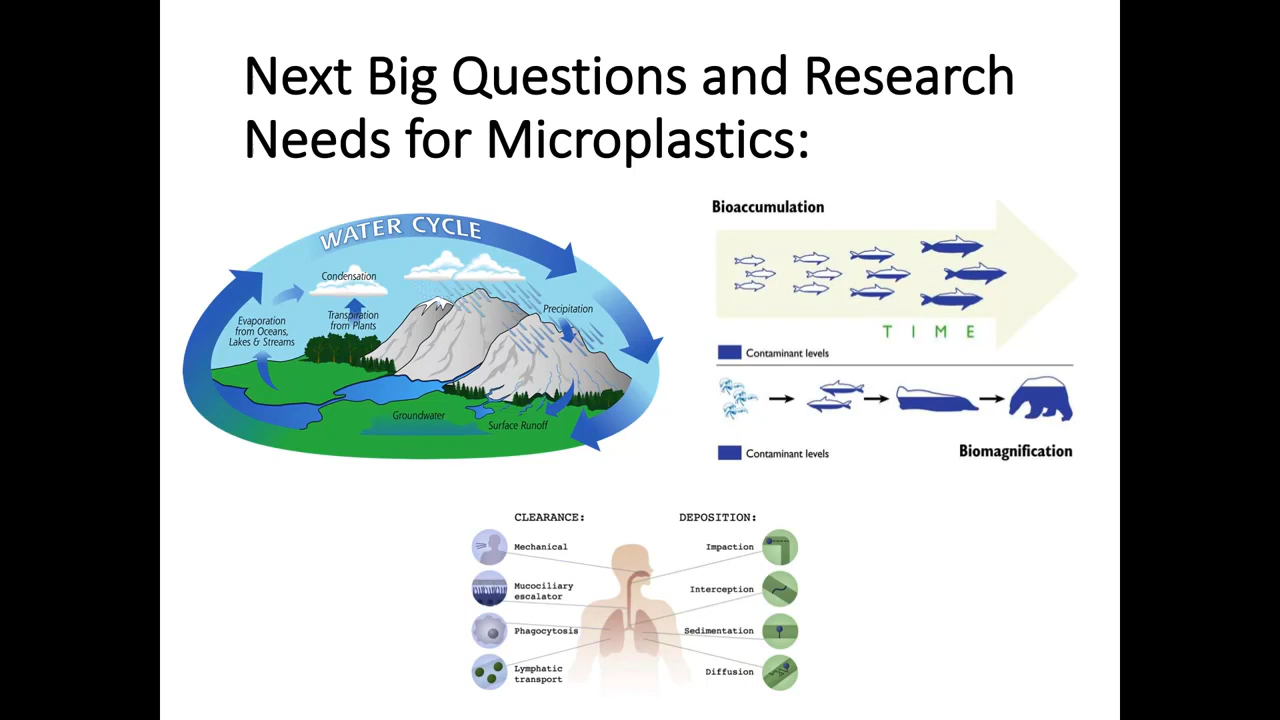 Next Big Questions and Research
Needs for Microplastics:
WATER CYCLE
Condensation
Precipitation
Transpiration
from Plants
Evaporation
from Oceans,
Lakes & Streams
Groundwater
Surface Runoff
Bioaccumulation
TIME
Contaminant levels
Contaminant levels
Biomagnification
CLEARANCE:
Mechanical
Mucociliary
escalator
Phagocytosis
Lymphatic
transport
DEPOSITION:
Impaction
Interception
Sedimentation
Diffusion